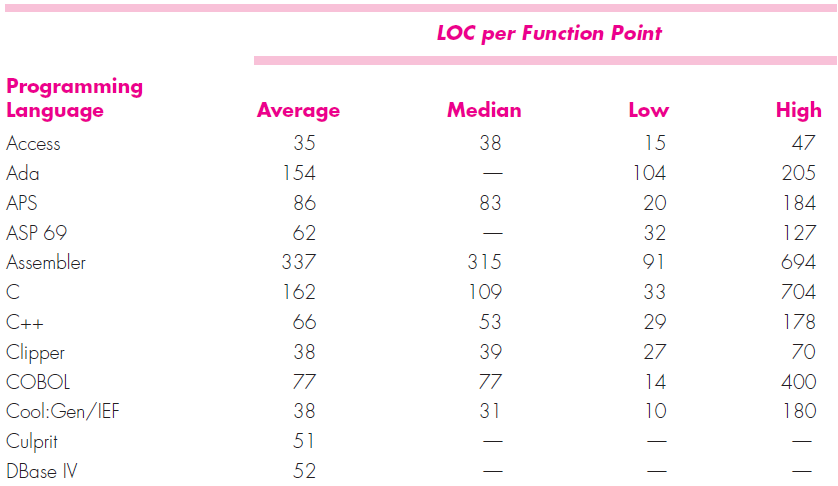 LOC per Function Point
Programming
Language Average Median Low High
Access 35 38 15 47
Ada 154 — 104 205
APS 86 83 20 184
ASP 69 62 — 32 127
Assembler 337 315 91 694
C 162 109 33 704
C++ 66 53 29 178
Clipper 38 39 27 70
COBOL 77 77 14 400
Cool:Gen/IEF 38 31 10 180
Culprit 51 — — —
DBase IV 52 — — —